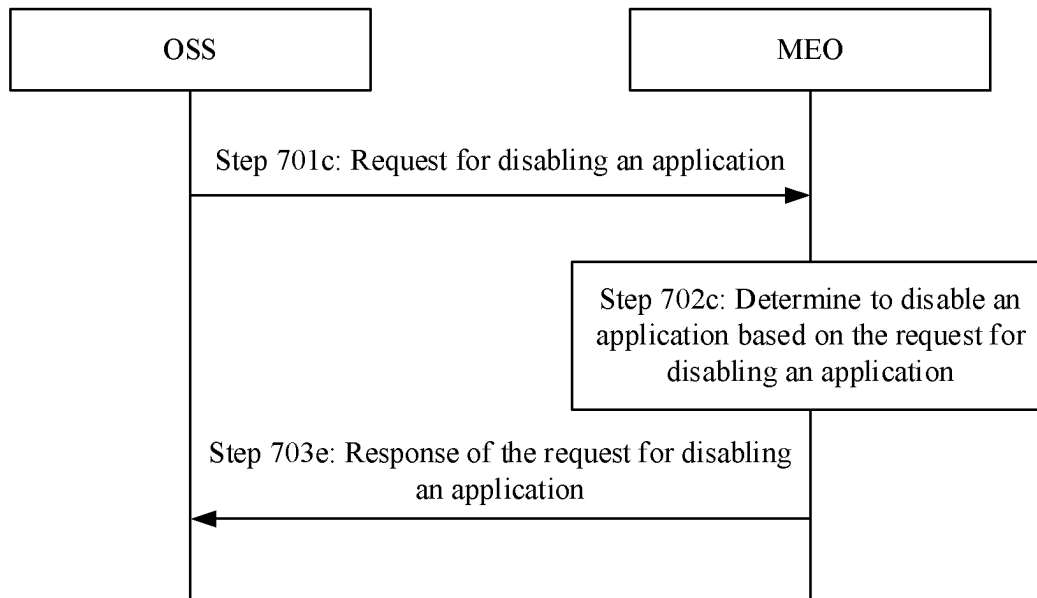 OSS
MEO
Step 701c: Request for disabling an application
Step 702c: Determine to disable an
application based on the request for
disabling an application
Step 703e: Response of the request for disabling
an application